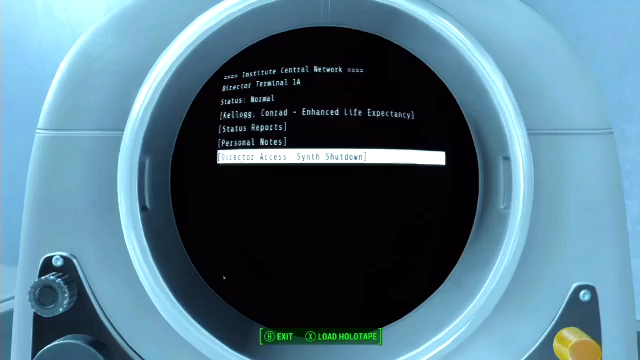 ==== Institute Central Network ====
Director Terminal 1A
Status: Normal
[Kellogg, Conrad - Enhanced Life Expectancy]
[Status Reports]
[Personal Notes]
[Director Access Synth Shutdown]
>
B) EXIT X) LOAD HOLOTAPE